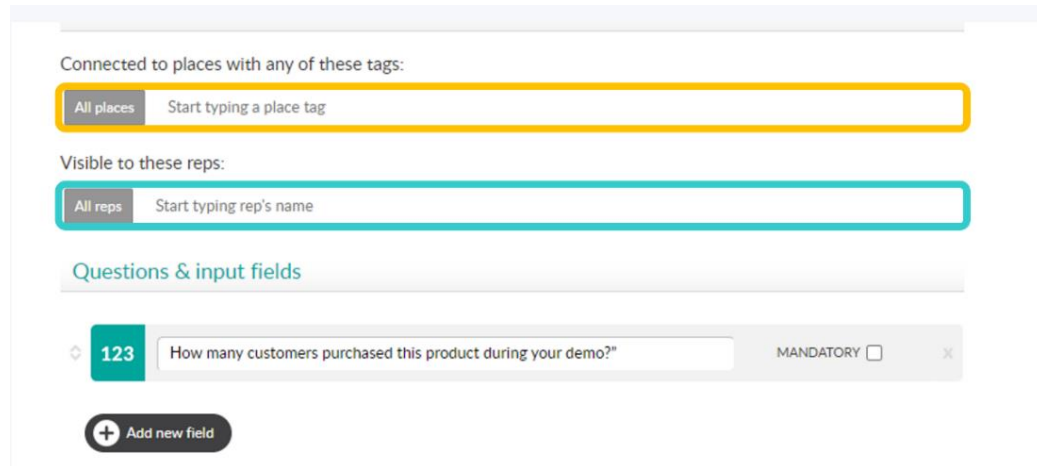 Connected to places with any of these tags:
All places Start typing a place tag
Visible to these reps:
All reps Start typing rep's name
Questions & input fields
123 How many customers purchased this product during your demo?" MANDATORY x
Add new field